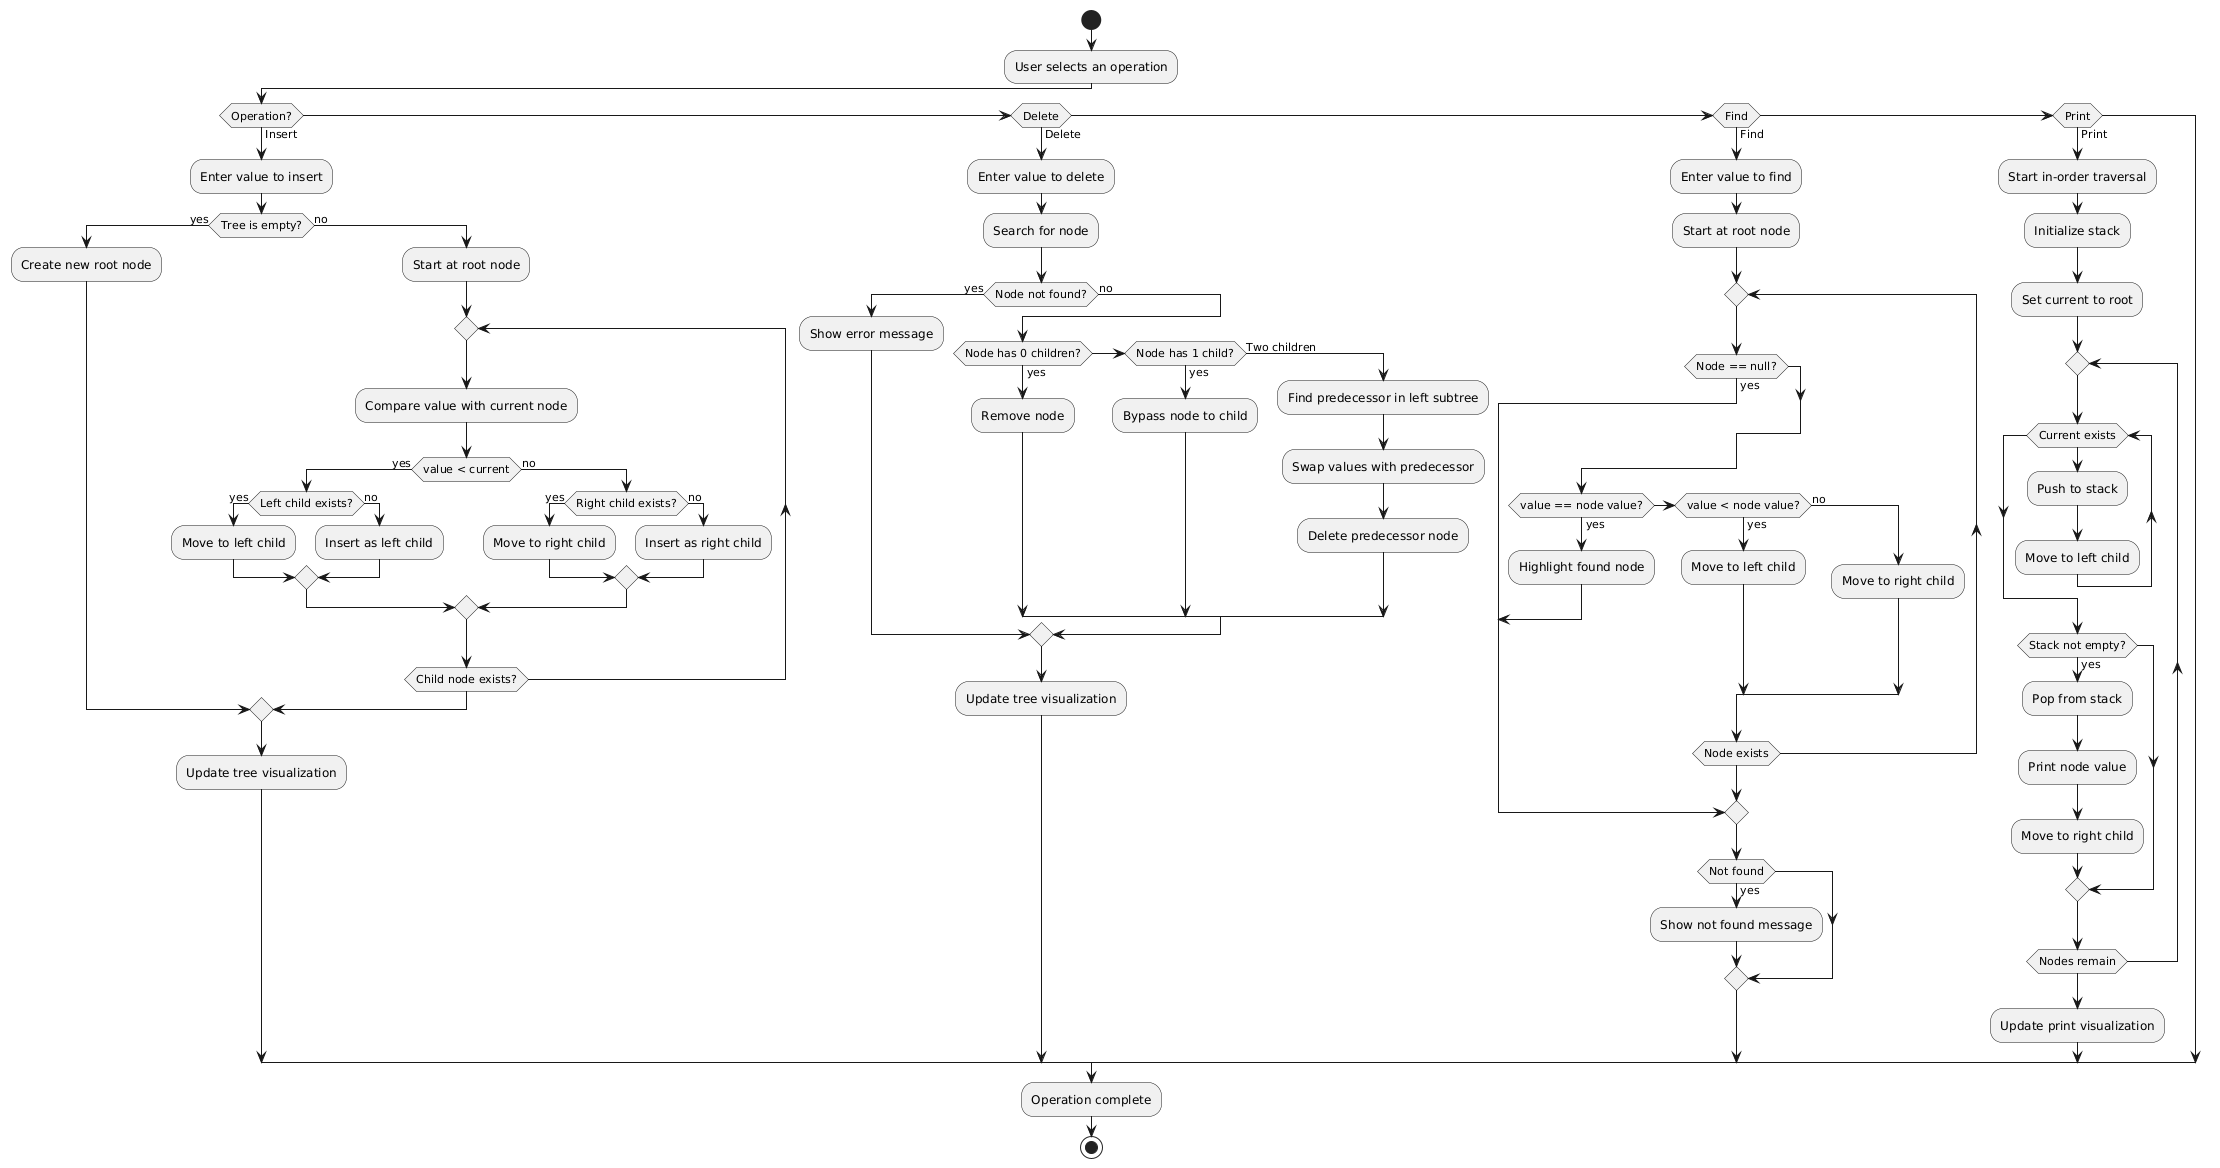 User selects an operation
Operation?
Insert
Enter value to insert
Tree is empty?
yes
no
Create new root node
Start at root node
Compare value with current node
value < current
yes
no
Left child exists?
yes
no
Move to left child
Insert as left child
Right child exists?
yes
no
Move to right child
Insert as right child
Child node exists?
Update tree visualization
Delete
Delete
Enter value to delete
Search for node
Node not found?
yes
no
Show error message
Node has 0 children?
yes
Remove node
Node has 1 child?
yes
Bypass node to child
Two children
Find predecessor in left subtree
Swap values with predecessor
Delete predecessor node
Update tree visualization
Find
Find
Enter value to find
Start at root node
Node == null?
yes
value == node value?
yes
Highlight found node
value < node value?
yes
no
Move to left child
Move to right child
Node exists
Not found
yes
Show not found message
Print
Print
Start in-order traversal
Initialize stack
Set current to root
Current exists
Push to stack
Move to left child
Stack not empty?
yes
Pop from stack
Print node value
Move to right child
Nodes remain
Update print visualization
Operation complete